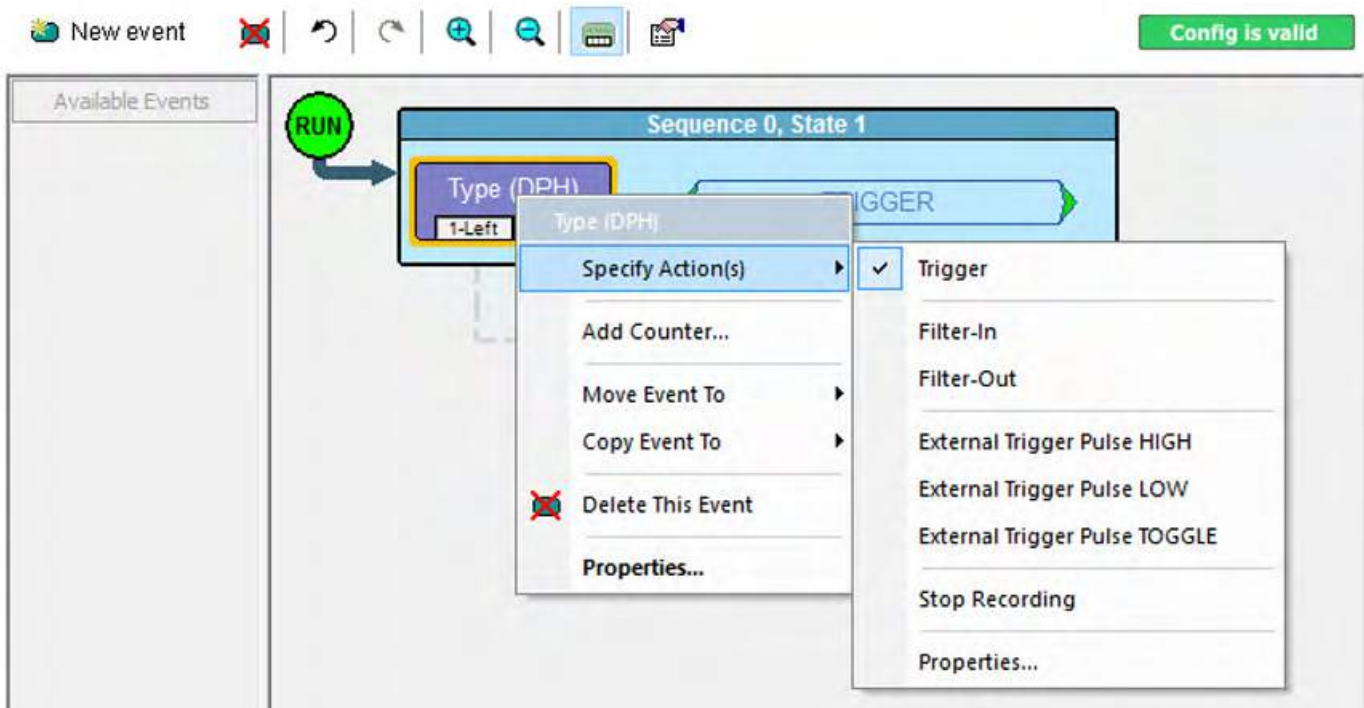 New event
Config is valid
Available Events
RUN
Sequence 0, State 1
Type (DPH)
1-Left
Type (DPH)
Specify Action(s)
Add Counter...
Move Event To
Copy Event To
Delete This Event
Properties...
Trigger
Filter-In
Filter-Out
External Trigger Pulse HIGH
External Trigger Pulse LOW
External Trigger Pulse TOGGLE
Stop Recording
Properties...